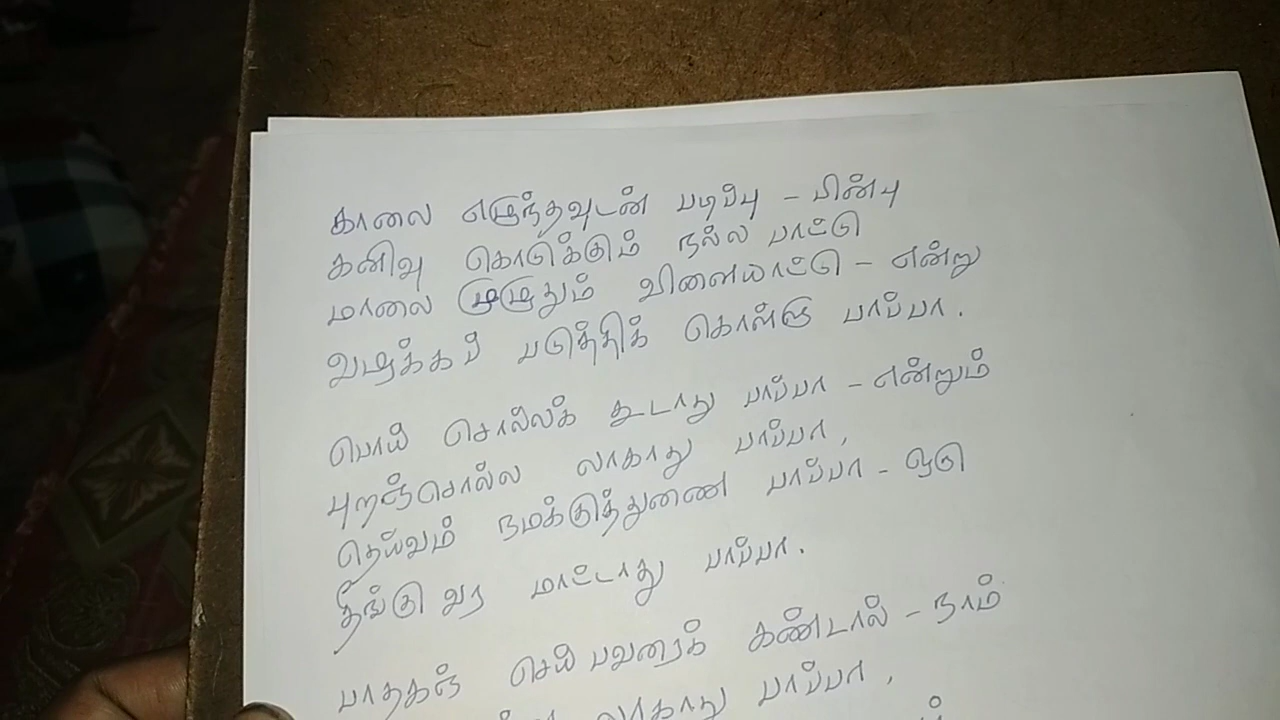 காலை எழுந்தவுடன் படிப்பு – பின்பு
கனிவு கொடுக்கும் நல்ல பாட்டு
மாலை முழுதும் விளையாட்டு – என்று
வழக்கப் படுத்திக் கொள்ளு பாப்பா.
பொய் சொல்லக் கூடாது பாப்பா – என்றும்
புறஞ்சொல்ல லாகாது பாப்பா,
தெய்வம் நமக்குத்துணை பாப்பா – ஒரு
தீங்கு வர மாட்டாது பாப்பா.
பாதகஞ் செய் பவரைக் கண்டால் – நாம்
லாகாது பாப்பா,